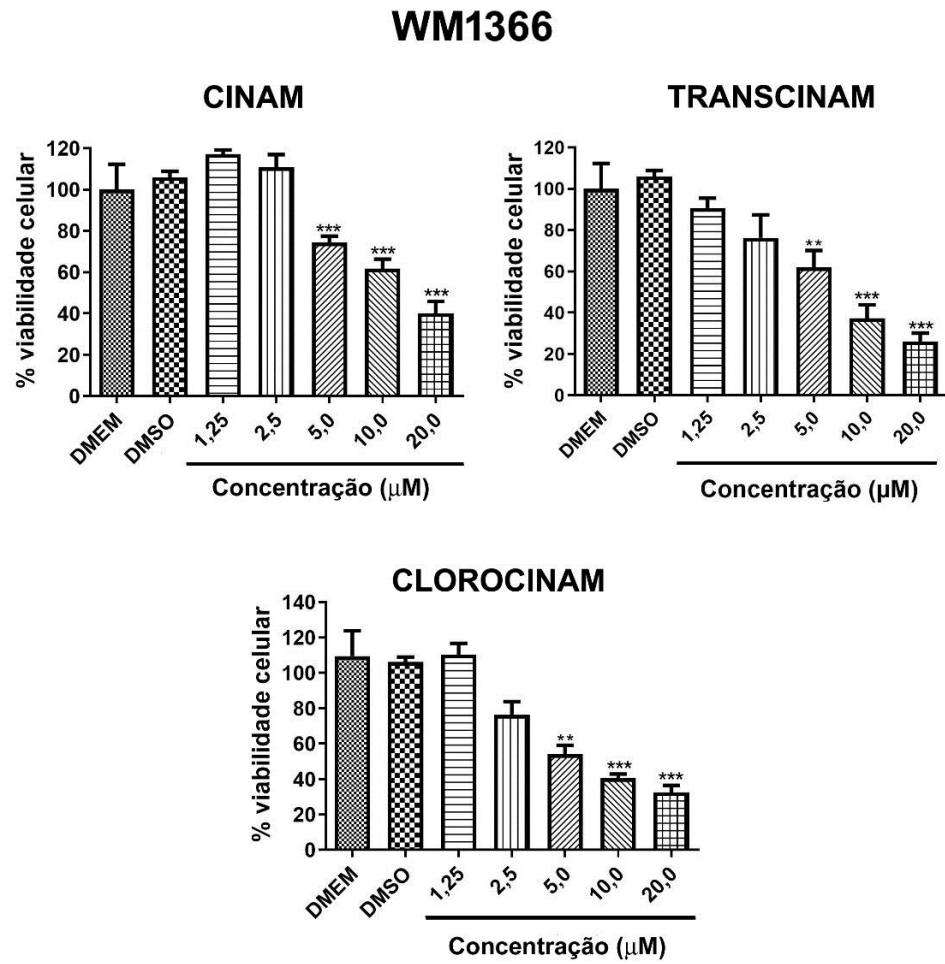 WM1366
CINAM
% viabilidade celular
120
100
80
60
40
20
0
*** *** ***
DMEM DMSO 1,25 2,5 5,0 10,0 20,0
Concentração (μM)
TRANSCINAM
% viabilidade celular
120
100
80
60
40
20
0
** *** ***
DMEM DMSO 1,25 2,5 5,0 10,0 20,0
Concentração (μM)
CLOROCINAM
% viabilidade celular
140
120
100
80
60
40
20
0
** *** ***
DMEM DMSO 1,25 2,5 5,0 10,0 20,0
Concentração (μM)